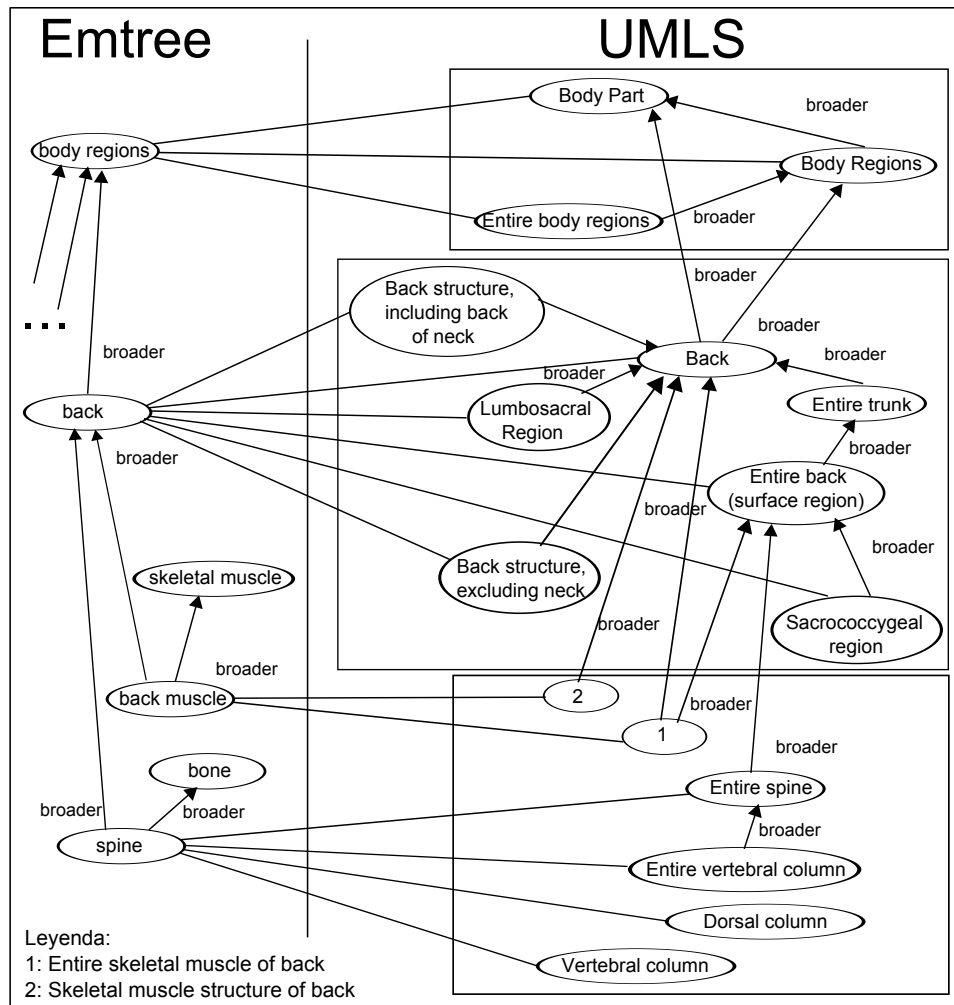 Emtree
UMLS
Body Part
broader
body regions
Body Regions
Entire body regions
broader
broader
Back structure,
including back
of neck
broader
broader
Back
broader
back
Lumbosacral
Region
Entire trunk
broader
broader
Entire back
(surface region)
broader
broader
Back structure,
excluding neck
skeletal muscle
broader
Sacrococcygeal
region
broader
back muscle
2
broader
1
broader
bone
Entire spine
broader
broader
broader
spine
Entire vertebral column
Dorsal column
Leyenda:
1: Entire skeletal muscle of back
Vertebral column
2: Skeletal muscle structure of back